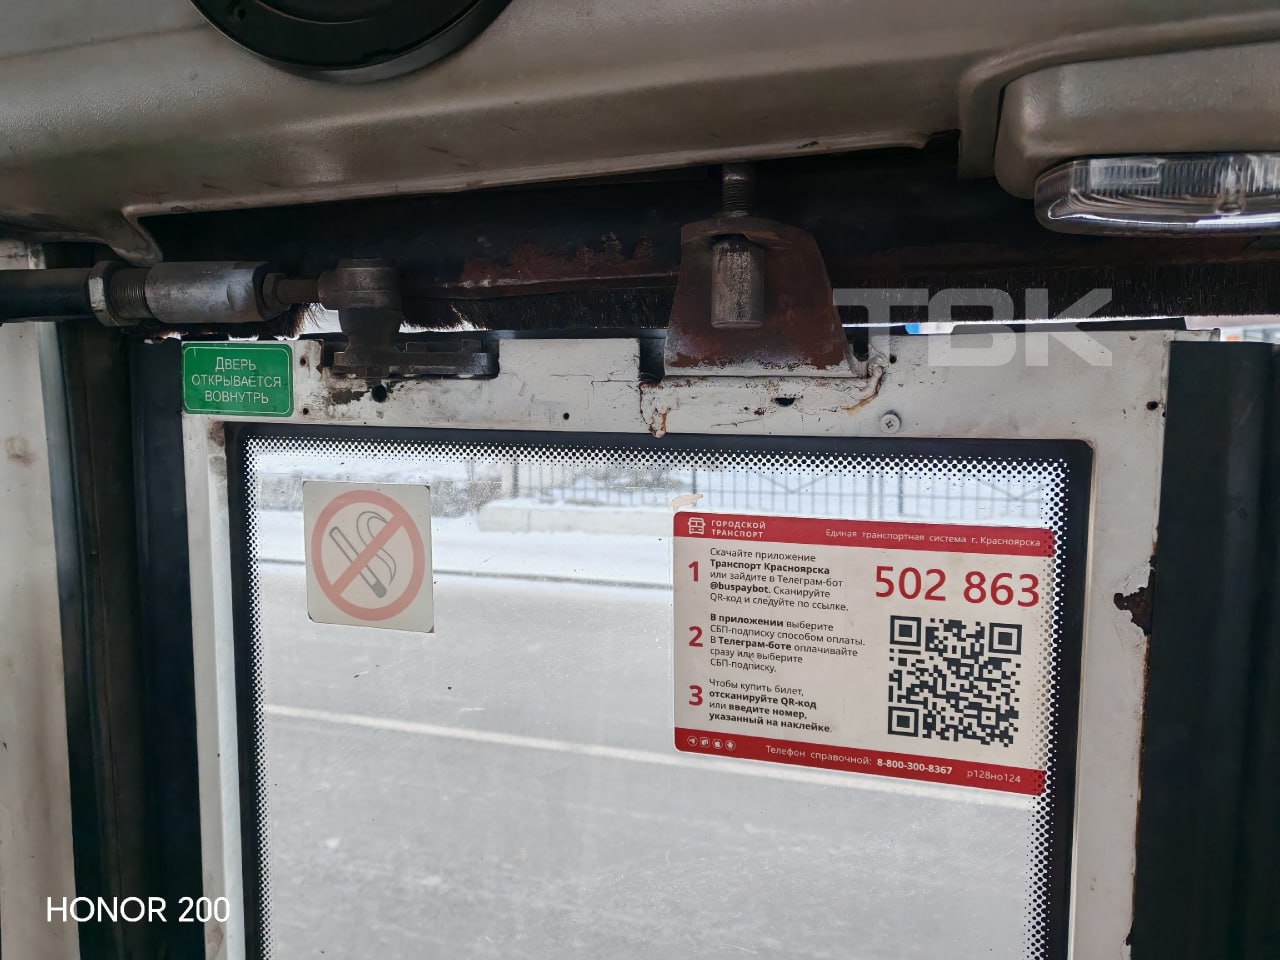 ТВК
ДВЕРЬ
ОТКРЫВАЕТСЯ
ВОВНУТРЬ
ГОРОДСКОЙ
ТРАНСПОРТ
Единая транспортная система г. Красноярска
502 863
1
Скачайте приложение
Транспорт Красноярска
или зайдите в Телеграм-бот
@buspaybot. Сканируйте
QR-код и следуйте по ссылке.
2
В приложении выберите
СБП-подписку способом оплаты.
В Телеграм-боте оплачивайте
сразу или выберите
СБП-подписку.
3
Чтобы купить билет,
отсканируйте QR-код
или введите номер,
указанный на наклейке.
Телефон справочной: 8-800-300-8367 р128но124
HONOR 200